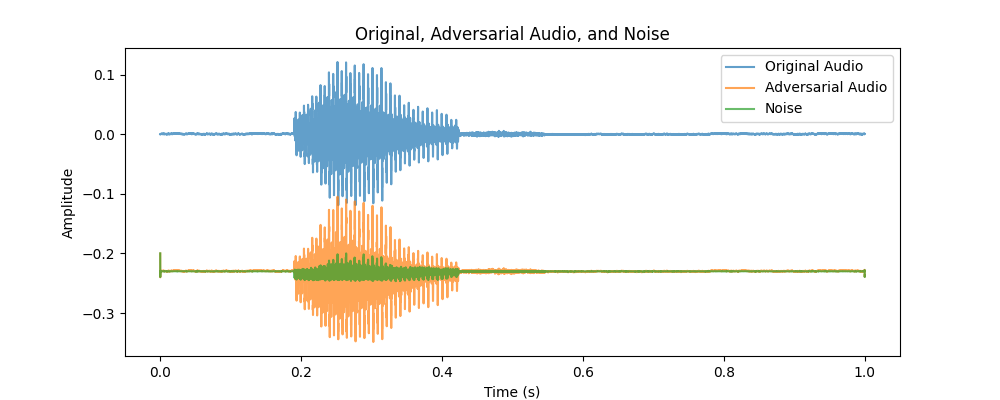 Original, Adversarial Audio, and Noise
Original Audio
Adversarial Audio
Noise
Amplitude
0.1
0.0
−0.1
−0.2
−0.3
0.0 0.2 0.4 0.6 0.8 1.0
Time (s)